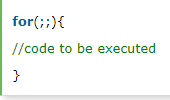 for(;;){
//code to be executed
}